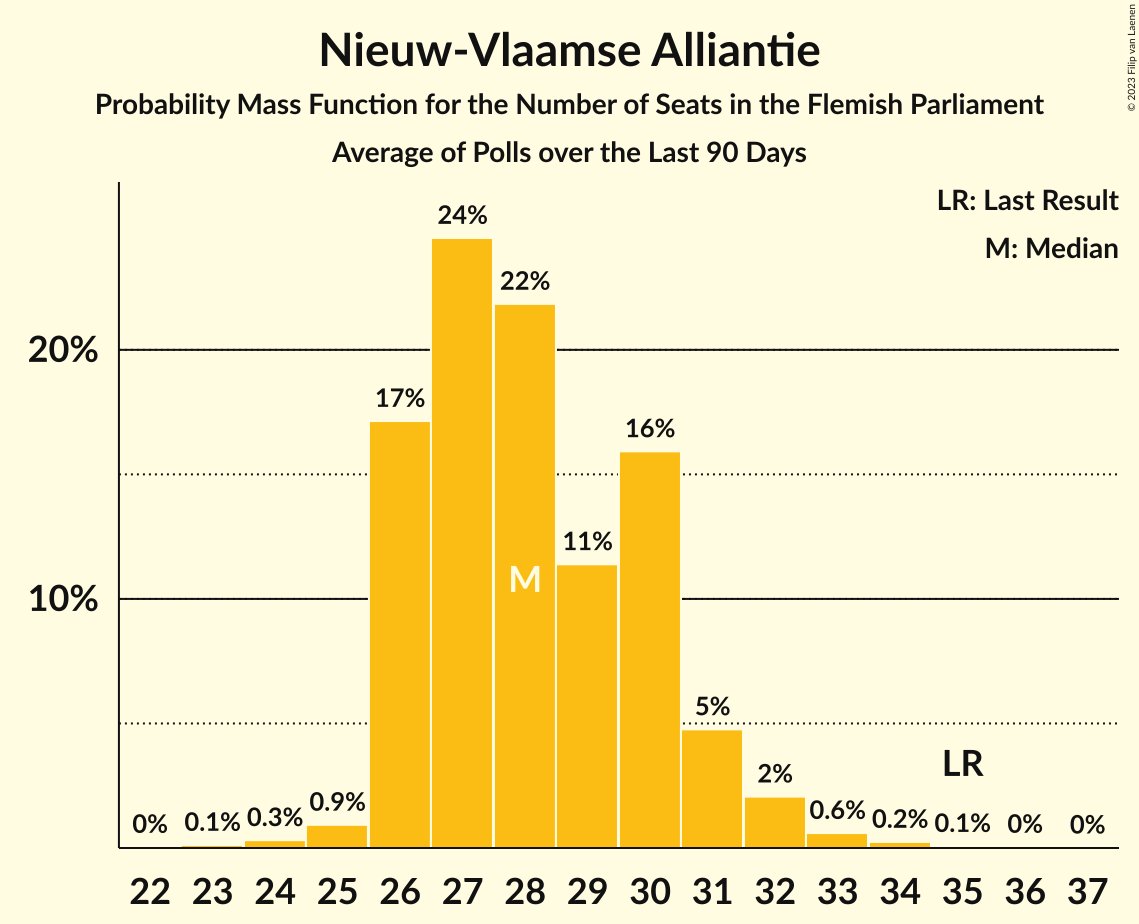 Nieuw-Vlaamse Alliantie
Probability Mass Function for the Number of Seats in the Flemish Parliament
Average of Polls over the Last 90 Days
© 2023 Filip van Laenen
LR: Last Result
M: Median
24%
22%
20%
17%
16%
11%
M
10%
5%
LR
2%
0% 0.1% 0.3% 0.9% 0.6% 0.2% 0.1% 0% 0%
22 23 24 25 26 27 28 29 30 31 32 33 34 35 36 37